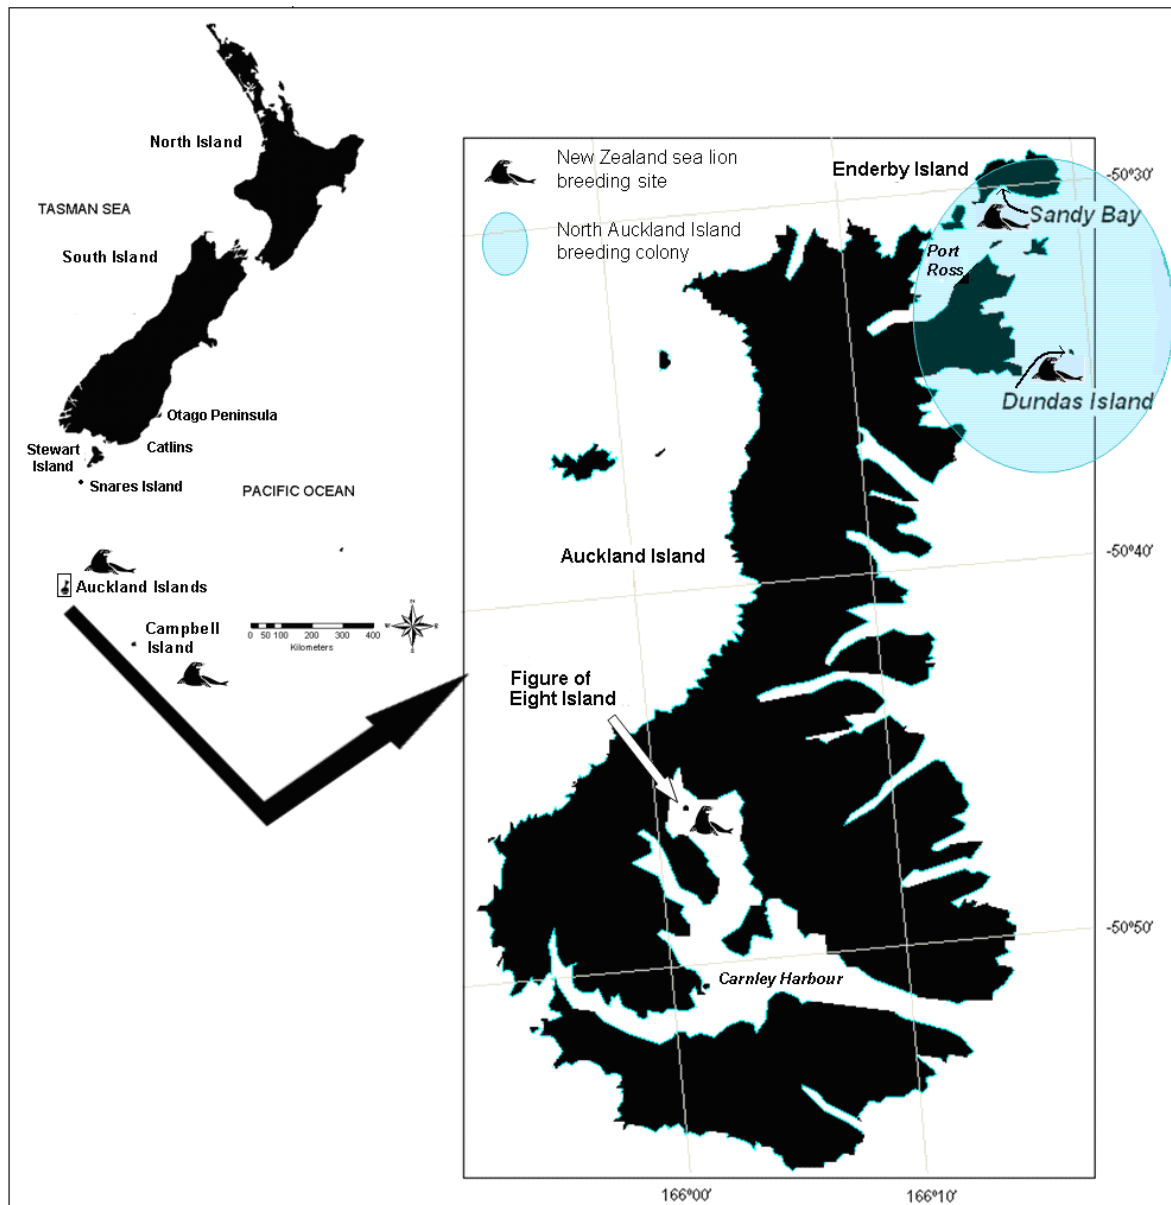 North Island
TASMAN SEA
South Island
Otago Peninsula
Stewart
Island
Catlins
Snares Island
PACIFIC OCEAN
Auckland Islands
Campbell
Island
0 50 100 200 300 400
Kilometers
New Zealand sea lion
breeding site
North Auckland Island
breeding colony
Enderby Island
Sandy Bay
Port
Ross
Dundas Island
Auckland Island
Figure of
Eight Island
Carnley Harbour
-50°30'
-50°40'
-50°50'
166°00'
166°10'